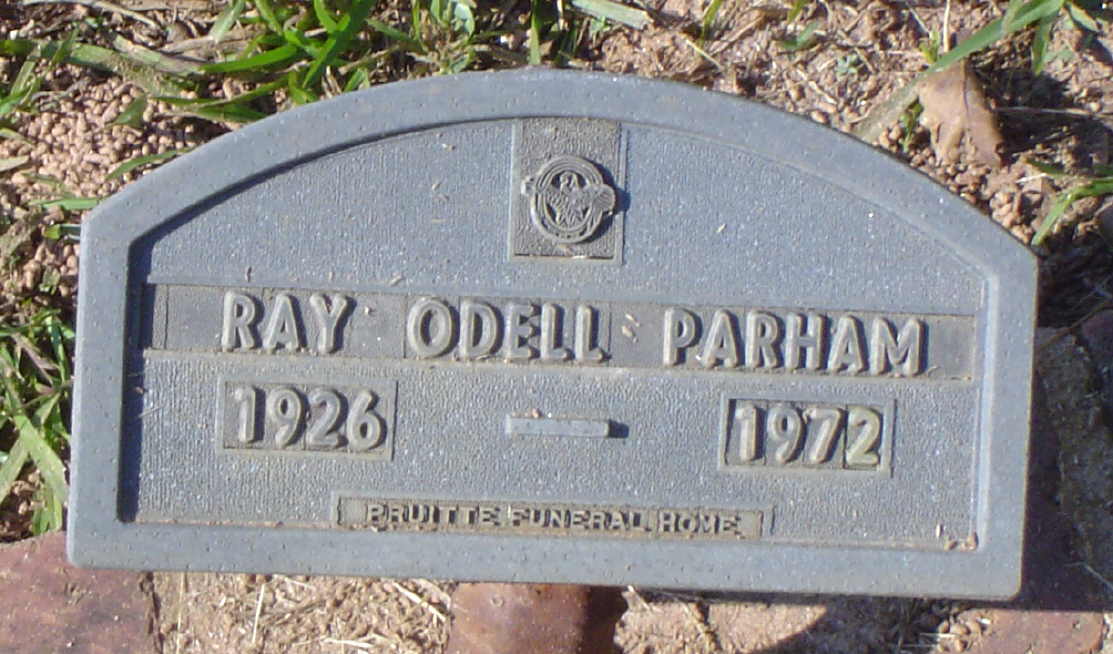 RAY ODELL PARHAM
1926 — 1972
PRUITTE FUNERAL HOME